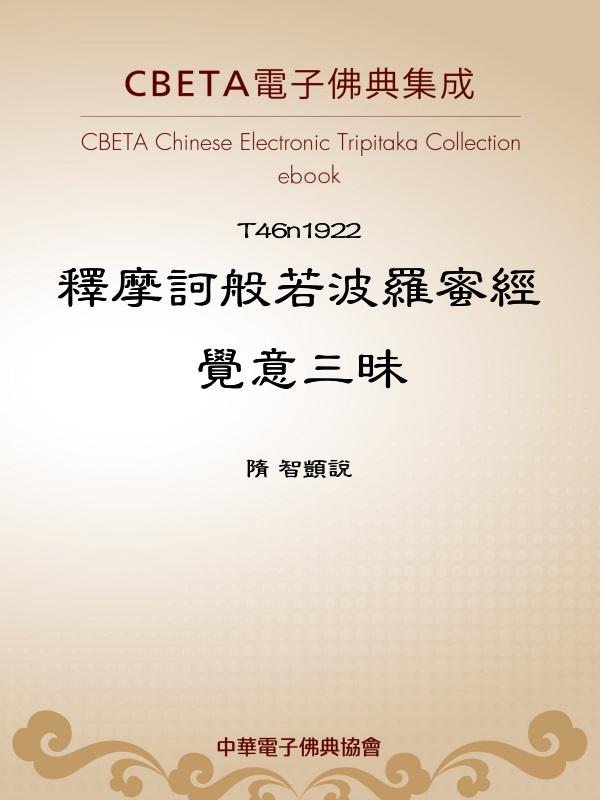 CBETA電子佛典集成
CBETA Chinese Electronic Tripitaka Collection
ebook
T46n1922
釋摩訶般若波羅蜜經
覺意三昧
隋 智顗說
中華電子佛典協會